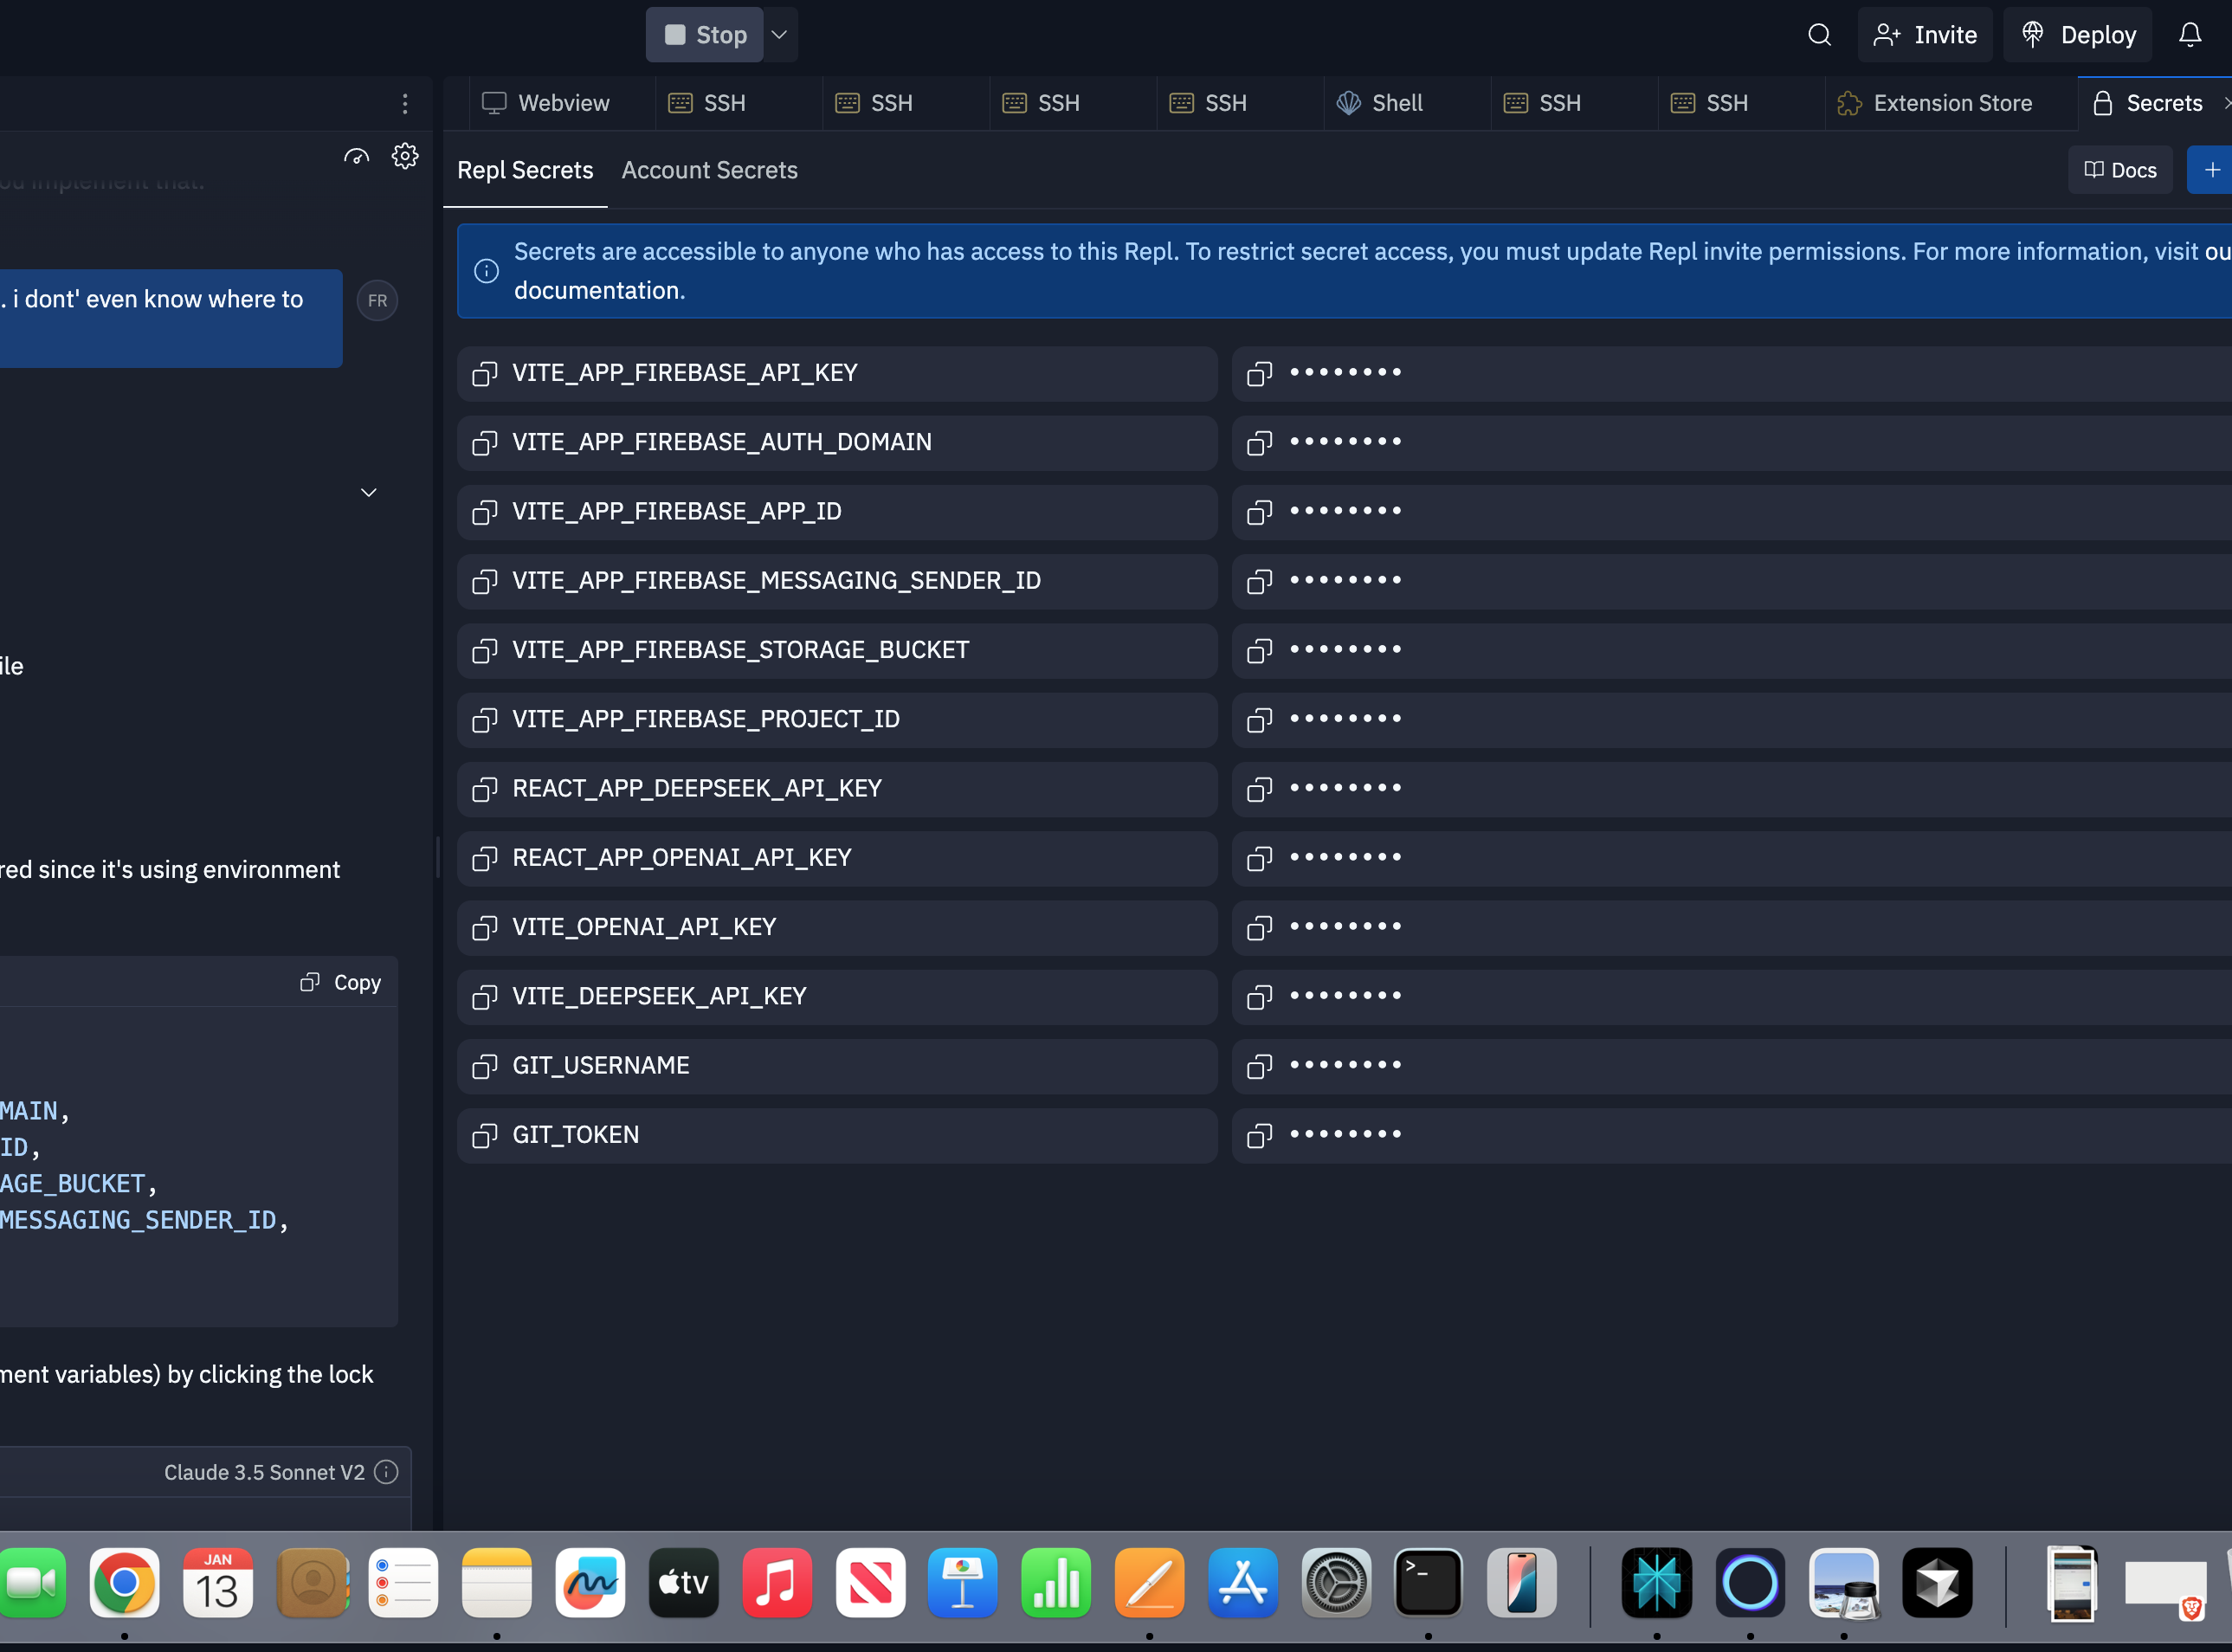 Stop
Invite
Deploy
Webview
SSH
SSH
SSH
SSH
Shell
SSH
SSH
Extension Store
Secrets
ou implement that.
. i dont' even know where to
FR
ile
red since it's using environment
Copy
MAIN,
ID,
AGE_BUCKET,
MESSAGING_SENDER_ID,
ment variables) by clicking the lock
Claude 3.5 Sonnet V2
Repl Secrets
Account Secrets
Docs
Secrets are accessible to anyone who has access to this Repl. To restrict secret access, you must update Repl invite permissions. For more information, visit ou
documentation.
VITE_APP_FIREBASE_API_KEY ••••••••
VITE_APP_FIREBASE_AUTH_DOMAIN ••••••••
VITE_APP_FIREBASE_APP_ID ••••••••
VITE_APP_FIREBASE_MESSAGING_SENDER_ID ••••••••
VITE_APP_FIREBASE_STORAGE_BUCKET ••••••••
VITE_APP_FIREBASE_PROJECT_ID ••••••••
REACT_APP_DEEPSEEK_API_KEY ••••••••
REACT_APP_OPENAI_API_KEY ••••••••
VITE_OPENAI_API_KEY ••••••••
VITE_DEEPSEEK_API_KEY ••••••••
GIT_USERNAME ••••••••
GIT_TOKEN ••••••••
JAN
13
tv
>_